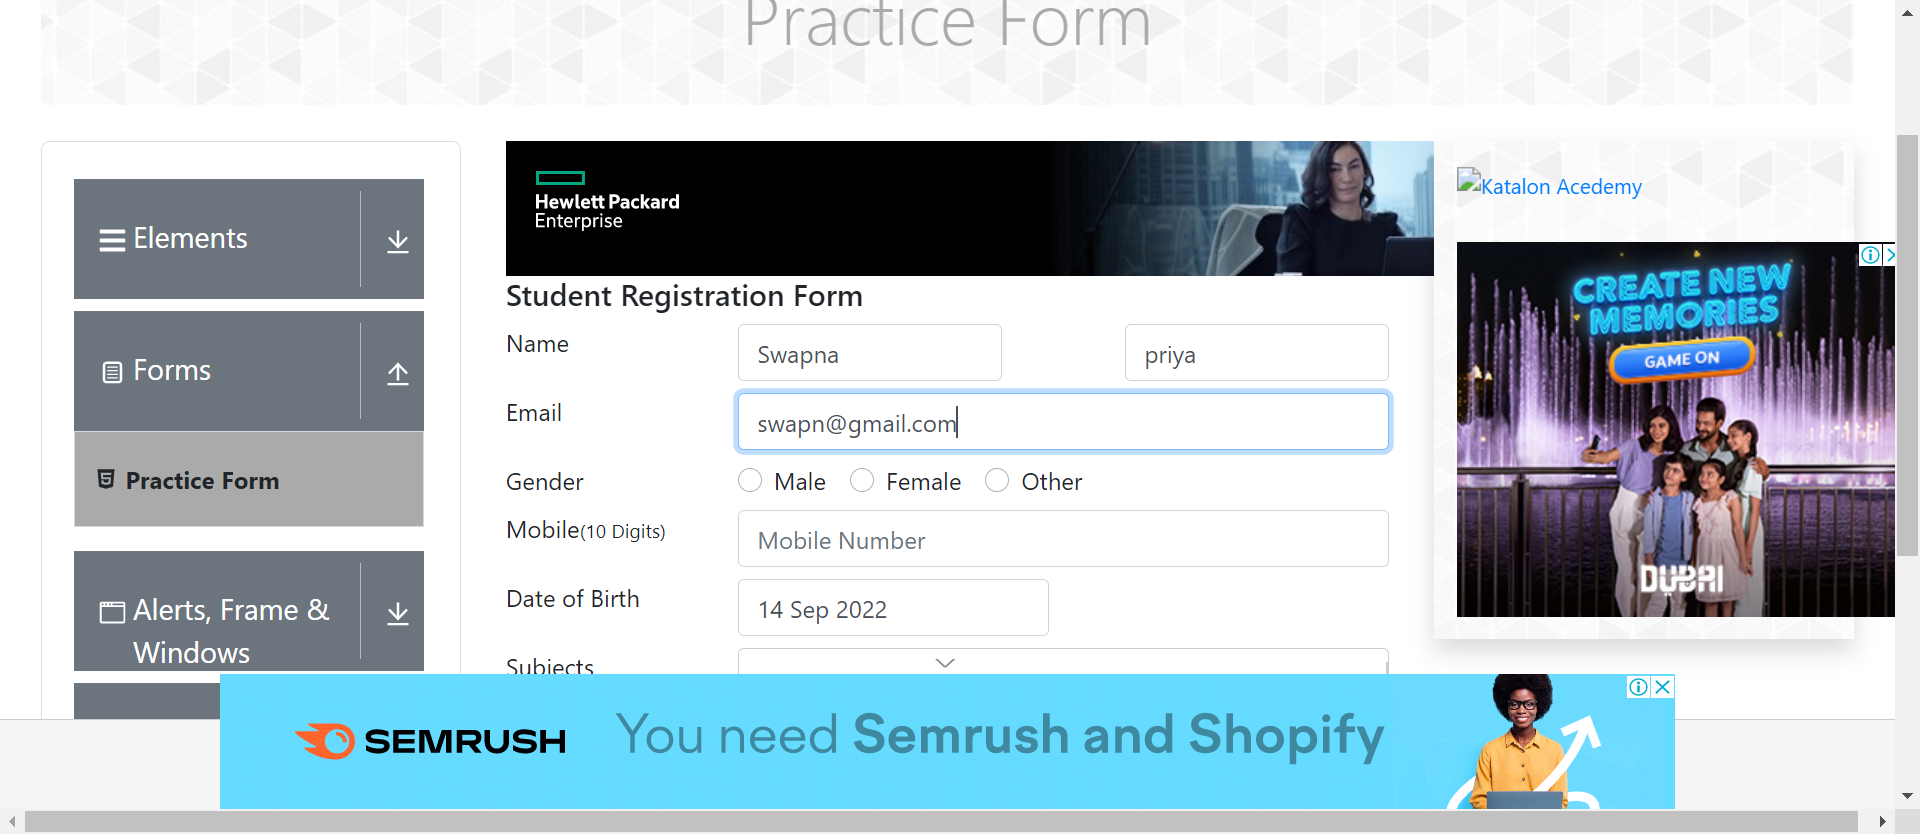 Practice Form
Elements
Forms
Practice Form
Alerts, Frame &
Windows
Hewlett Packard
Enterprise
Student Registration Form
Name
Swapna
priya
Email
swapn@gmail.com
Gender
Male
Female
Other
Mobile(10 Digits)
Mobile Number
Date of Birth
14 Sep 2022
Subjects
Katalon Acedemy
CREATE NEW
MEMORIES
GAME ON
DUBAI
SEMRUSH
You need Semrush and Shopify